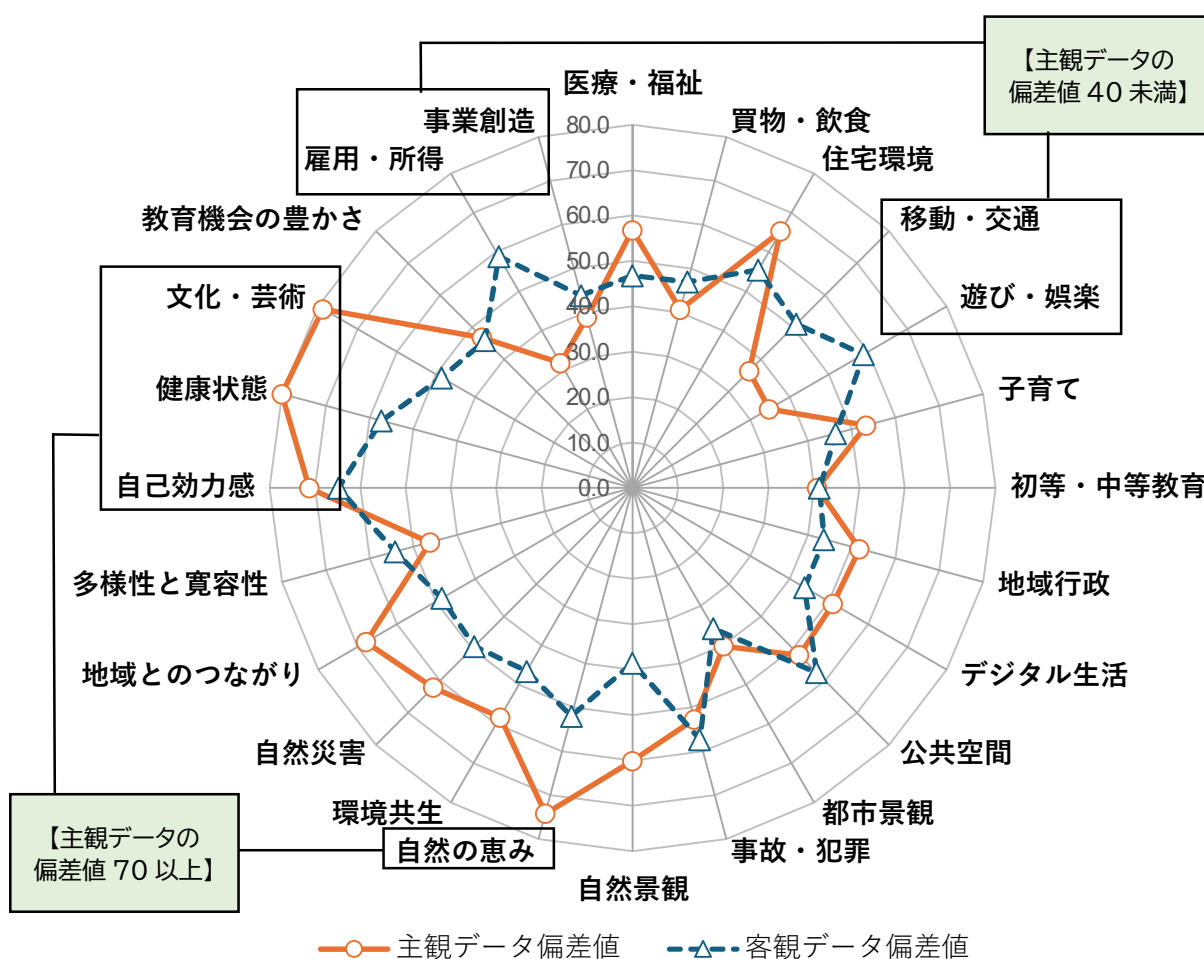 【主観データの
偏差値 40 未満】
医療・福祉
買物・飲食
住宅環境
移動・交通
遊び・娯楽
子育て
初等・中等教育
地域行政
デジタル生活
公共空間
都市景観
事故・犯罪
自然景観
自然の恵み
環境共生
自然災害
地域とのつながり
多様性と寛容性
自己効力感
健康状態
文化・芸術
教育機会の豊かさ
雇用・所得
事業創造
80.0
70.0
60.0
50.0
40.0
30.0
20.0
10.0
0.0
【主観データの
偏差値 70 以上】
主観データ偏差値
客観データ偏差値